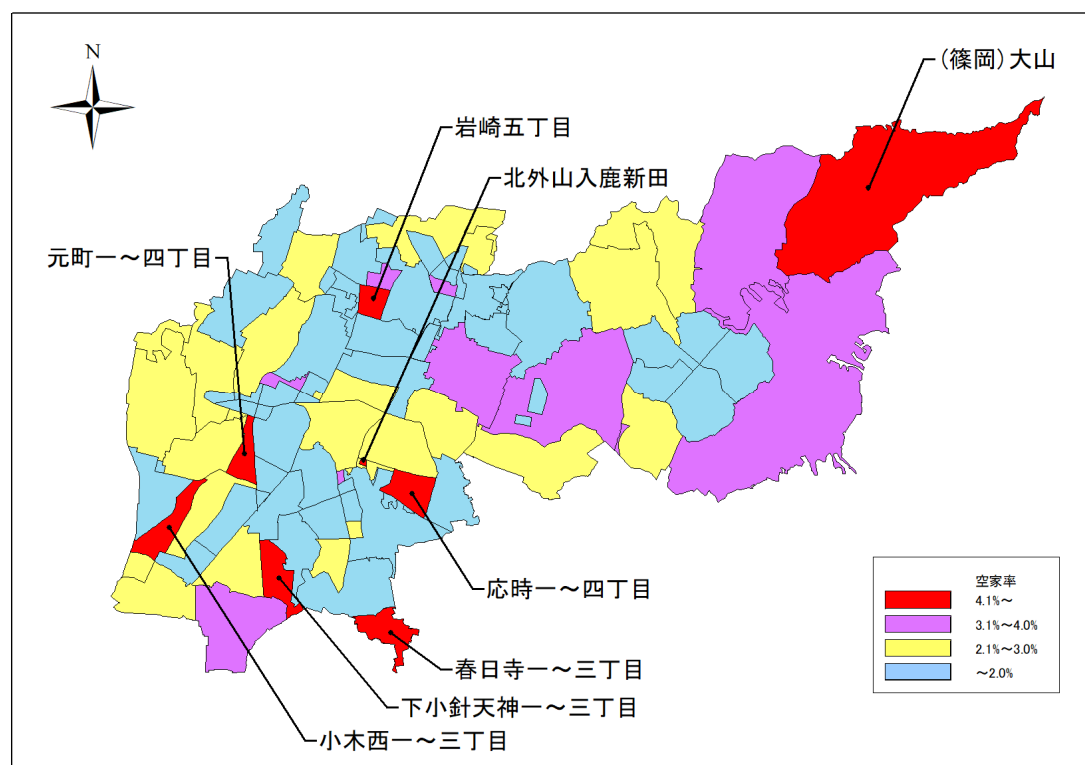 N
(篠岡)大山
岩崎五丁目
北外山入鹿新田
元町一～四丁目
応時一～四丁目
春日寺一～三丁目
下小針天神一～三丁目
小木西一～三丁目
空家率
4.1%～
3.1%～4.0%
2.1%～3.0%
～2.0%